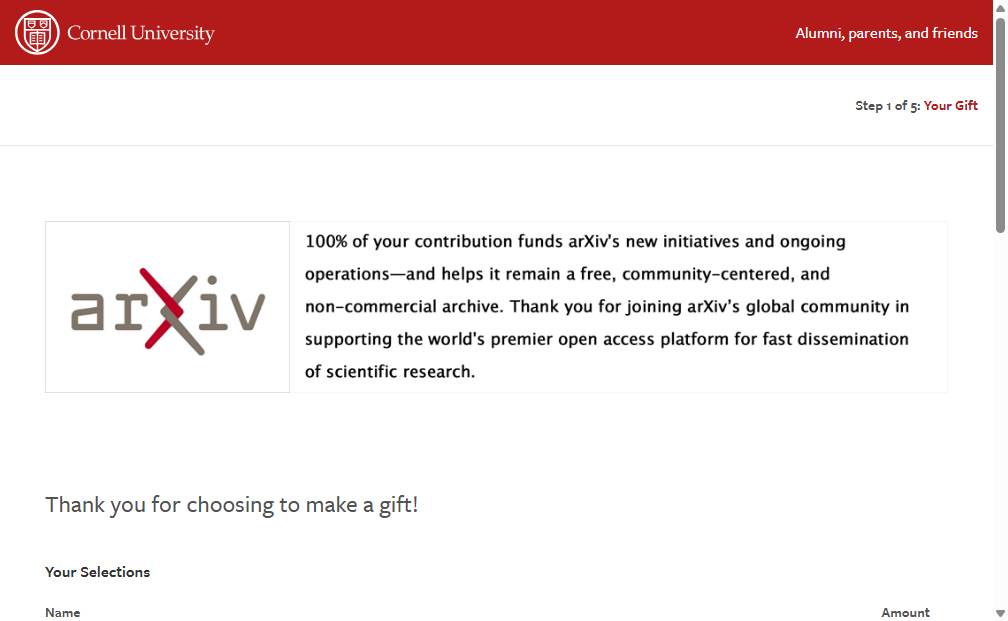 Cornell University
Alumni, parents, and friends
Step 1 of 5: Your Gift
arXiv
100% of your contribution funds arXiv's new initiatives and ongoing
operations—and helps it remain a free, community-centered, and
non-commercial archive. Thank you for joining arXiv's global community in
supporting the world's premier open access platform for fast dissemination
of scientific research.
Thank you for choosing to make a gift!
Your Selections
Name
Amount